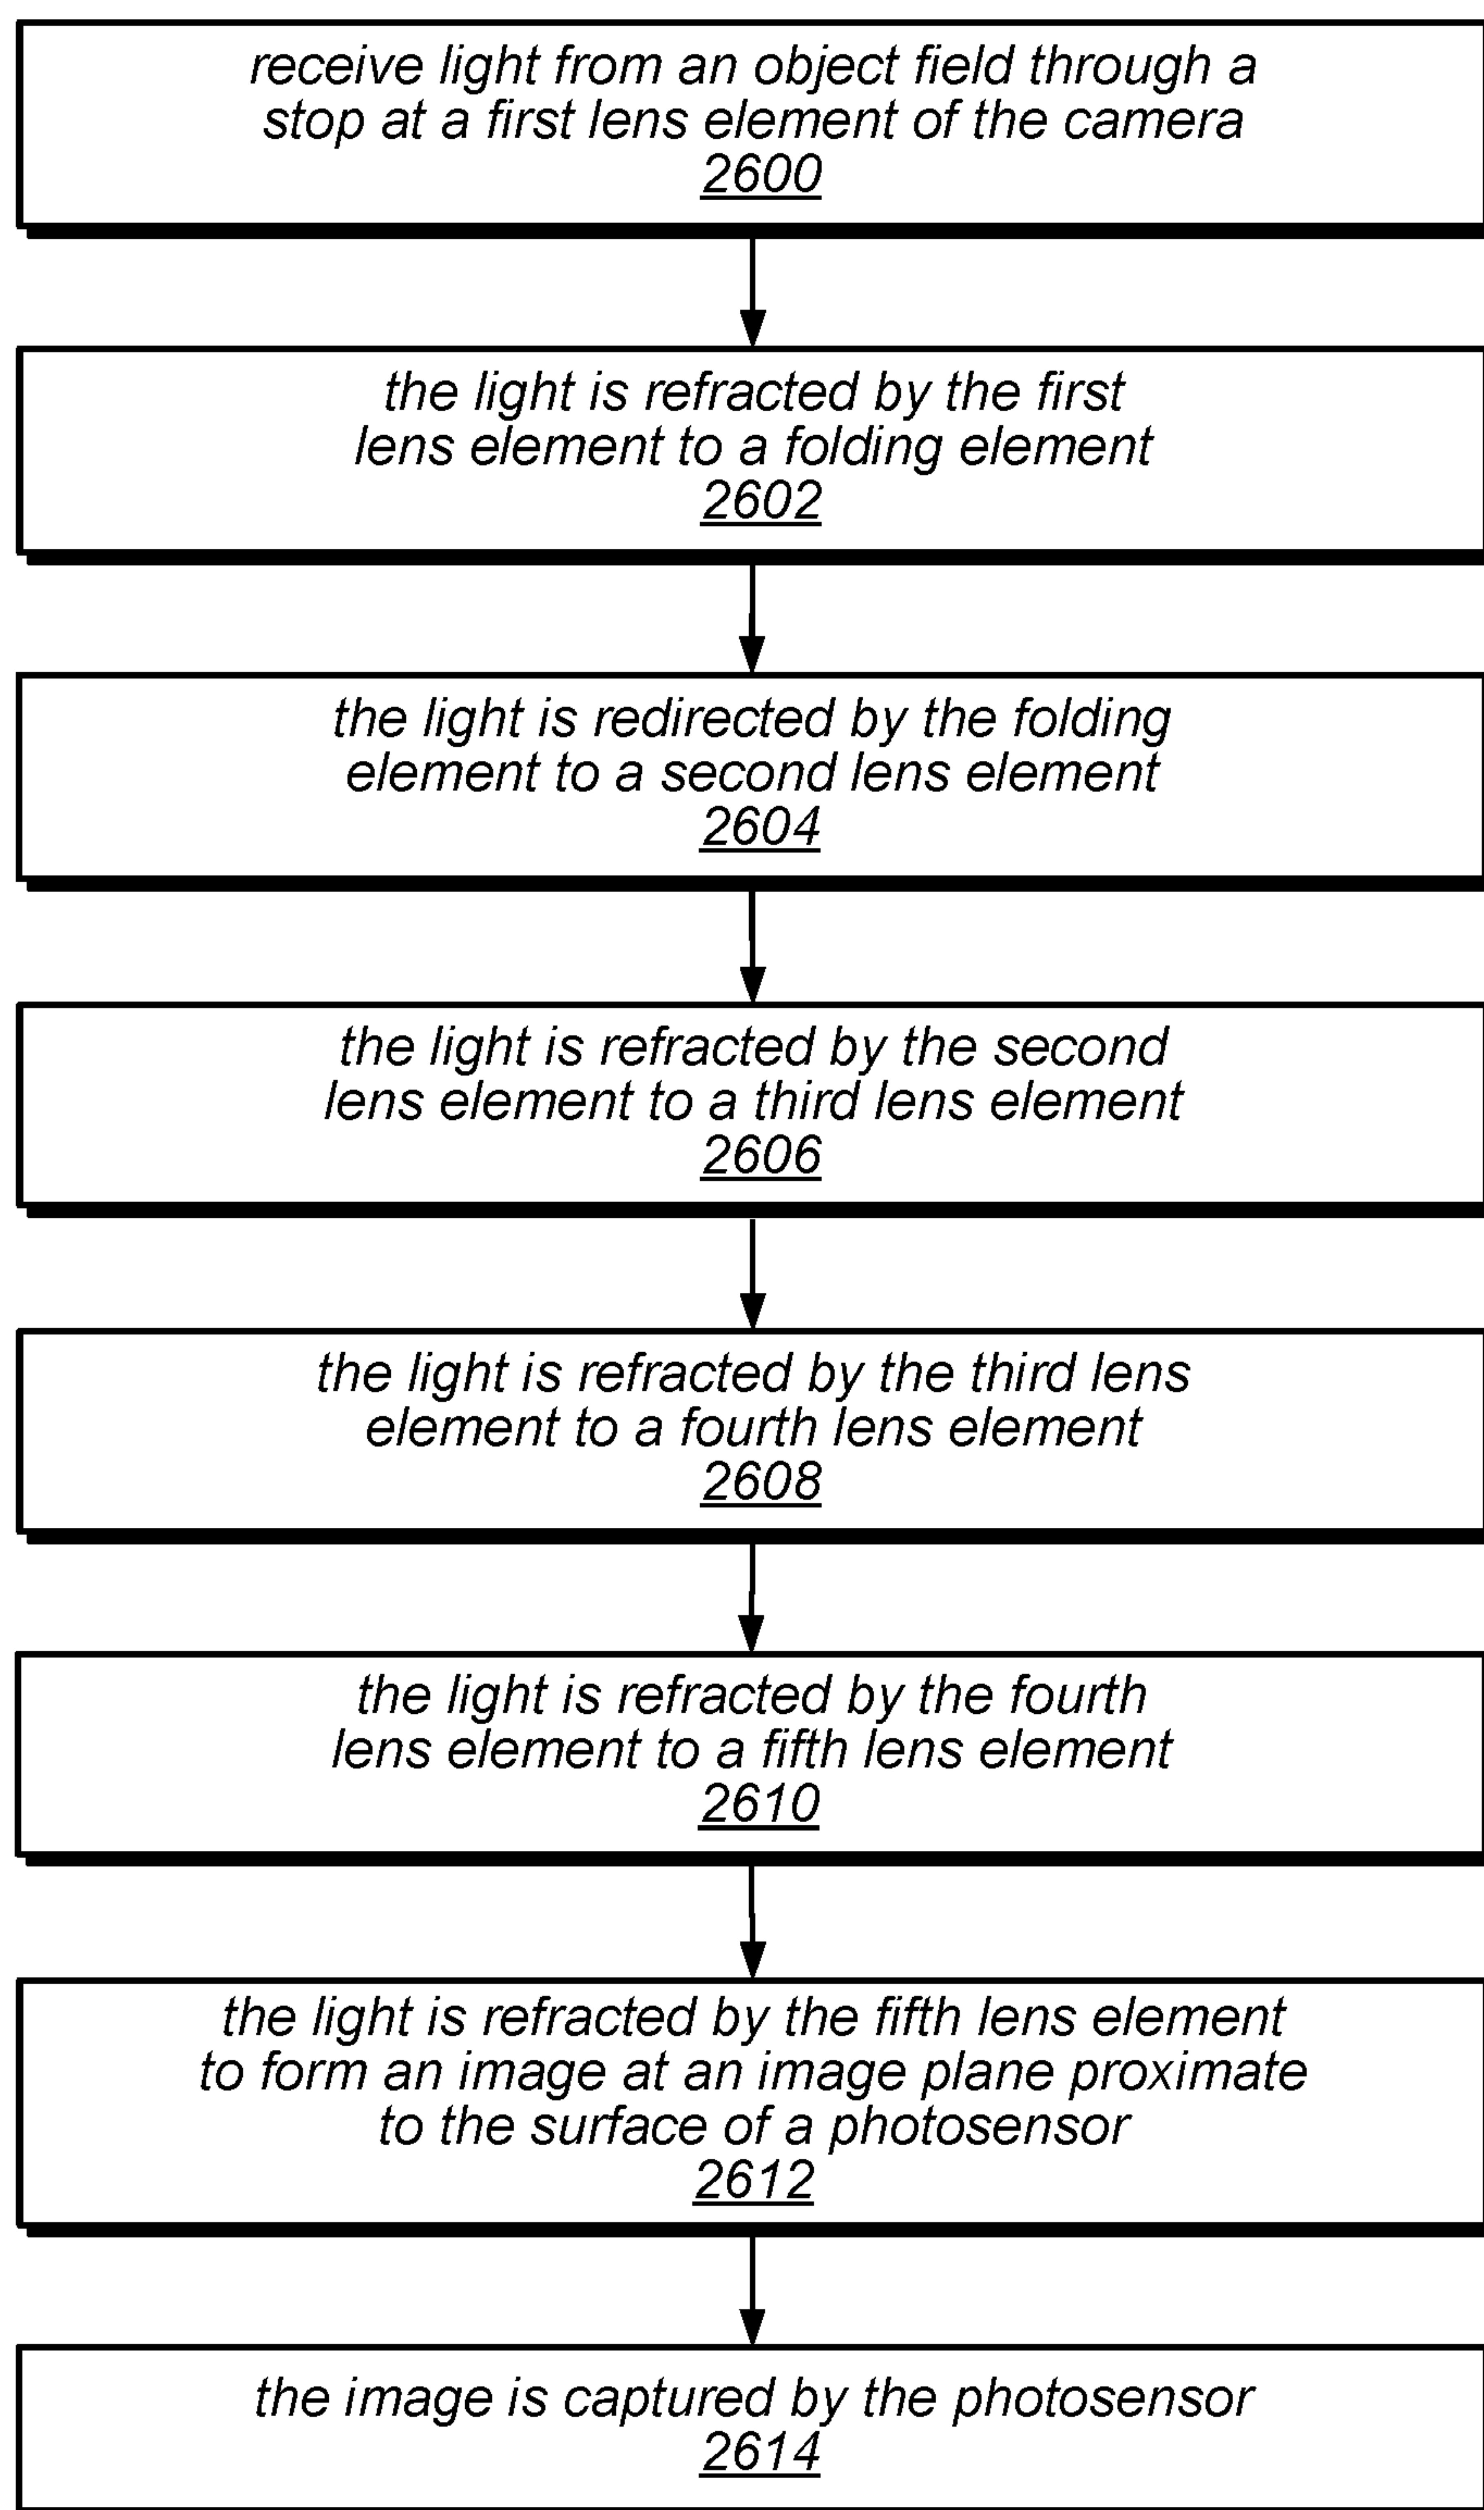 receive light from an object field through a
stop at a first lens element of the camera
2600
the light is refracted by the first
lens element to a folding element
2602
the light is redirected by the folding
element to a second lens element
2604
the light is refracted by the second
lens element to a third lens element
2606
the light is refracted by the third lens
element to a fourth lens element
2608
the light is refracted by the fourth
lens element to a fifth lens element
2610
the light is refracted by the fifth lens element
to form an image at an image plane proximate
to the surface of a photosensor
2612
the image is captured by the photosensor
2614